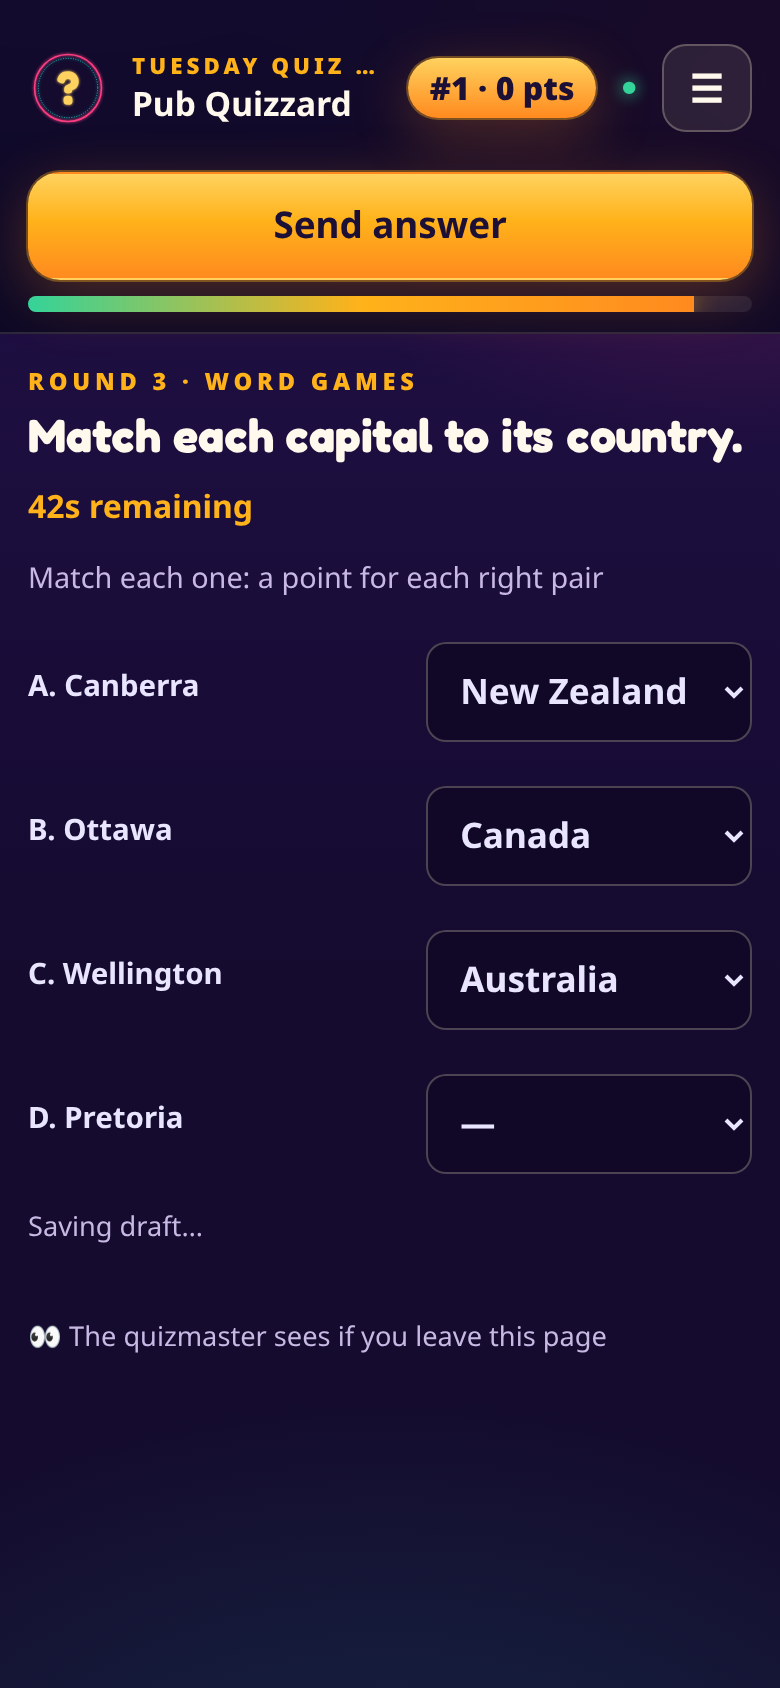 TUESDAY QUIZ …
Pub Quizzard
#1 · 0 pts
Send answer
ROUND 3 · WORD GAMES
Match each capital to its country.
42s remaining
Match each one: a point for each right pair
A. Canberra
New Zealand
B. Ottawa
Canada
C. Wellington
Australia
D. Pretoria
—
Saving draft…
👀 The quizmaster sees if you leave this page